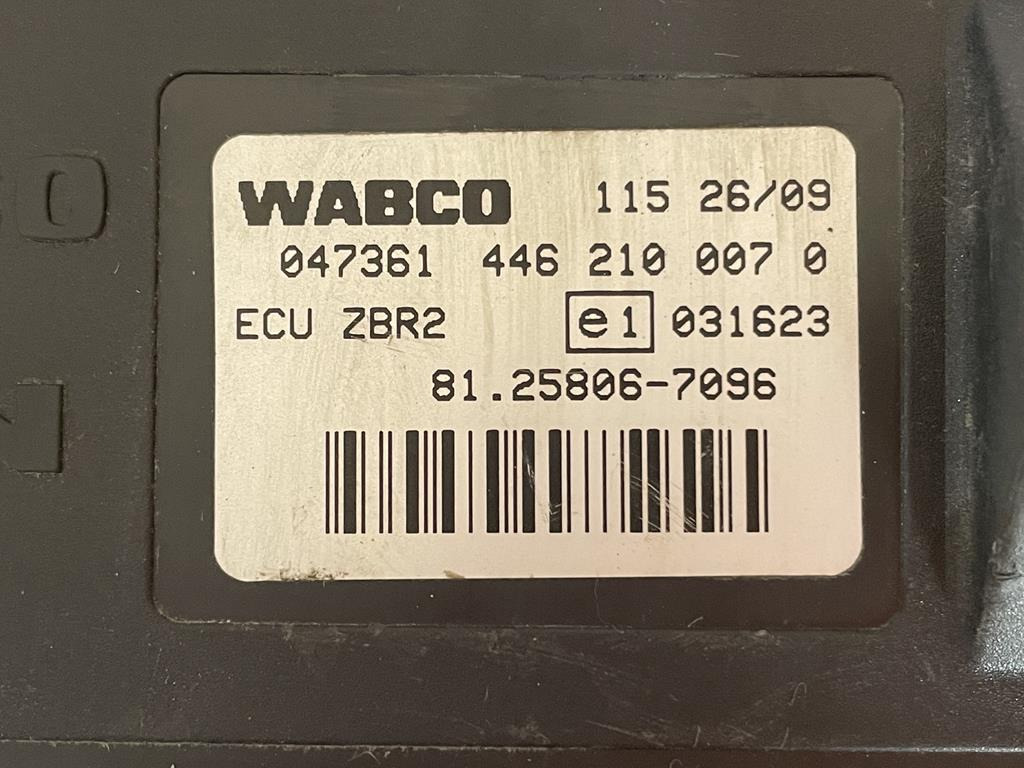 WABCO 115 26/09
047361 446 210 007 0
ECU ZBR2 e1 031623
81.25806-7096